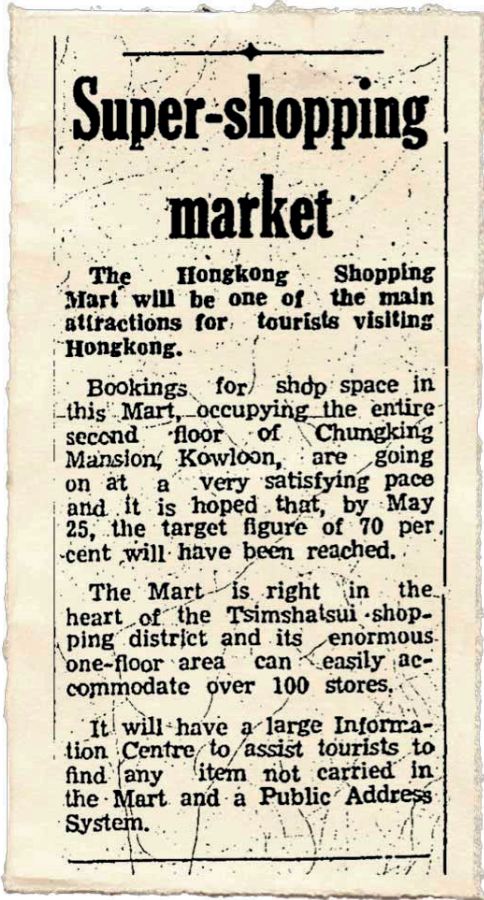 Super-shopping
market
The Hongkong Shopping
Mart will be one of the main
attractions for tourists visiting
Hongkong.
Bookings for shop space in
this Mart, occupying the entire
second floor of Chungking
Mansion, Kowloon, are going
on at a very satisfying pace
and it is hoped that, by May
25, the target figure of 70 per
cent will have been reached.
The Mart is right in the
heart of the Tsimshatsui shop-
ping district and its enormous
one-floor area can easily ac-
commodate over 100 stores.
It will have a large Informa-
tion Centre to assist tourists to
find any item not carried in
the Mart and a Public Address
System.